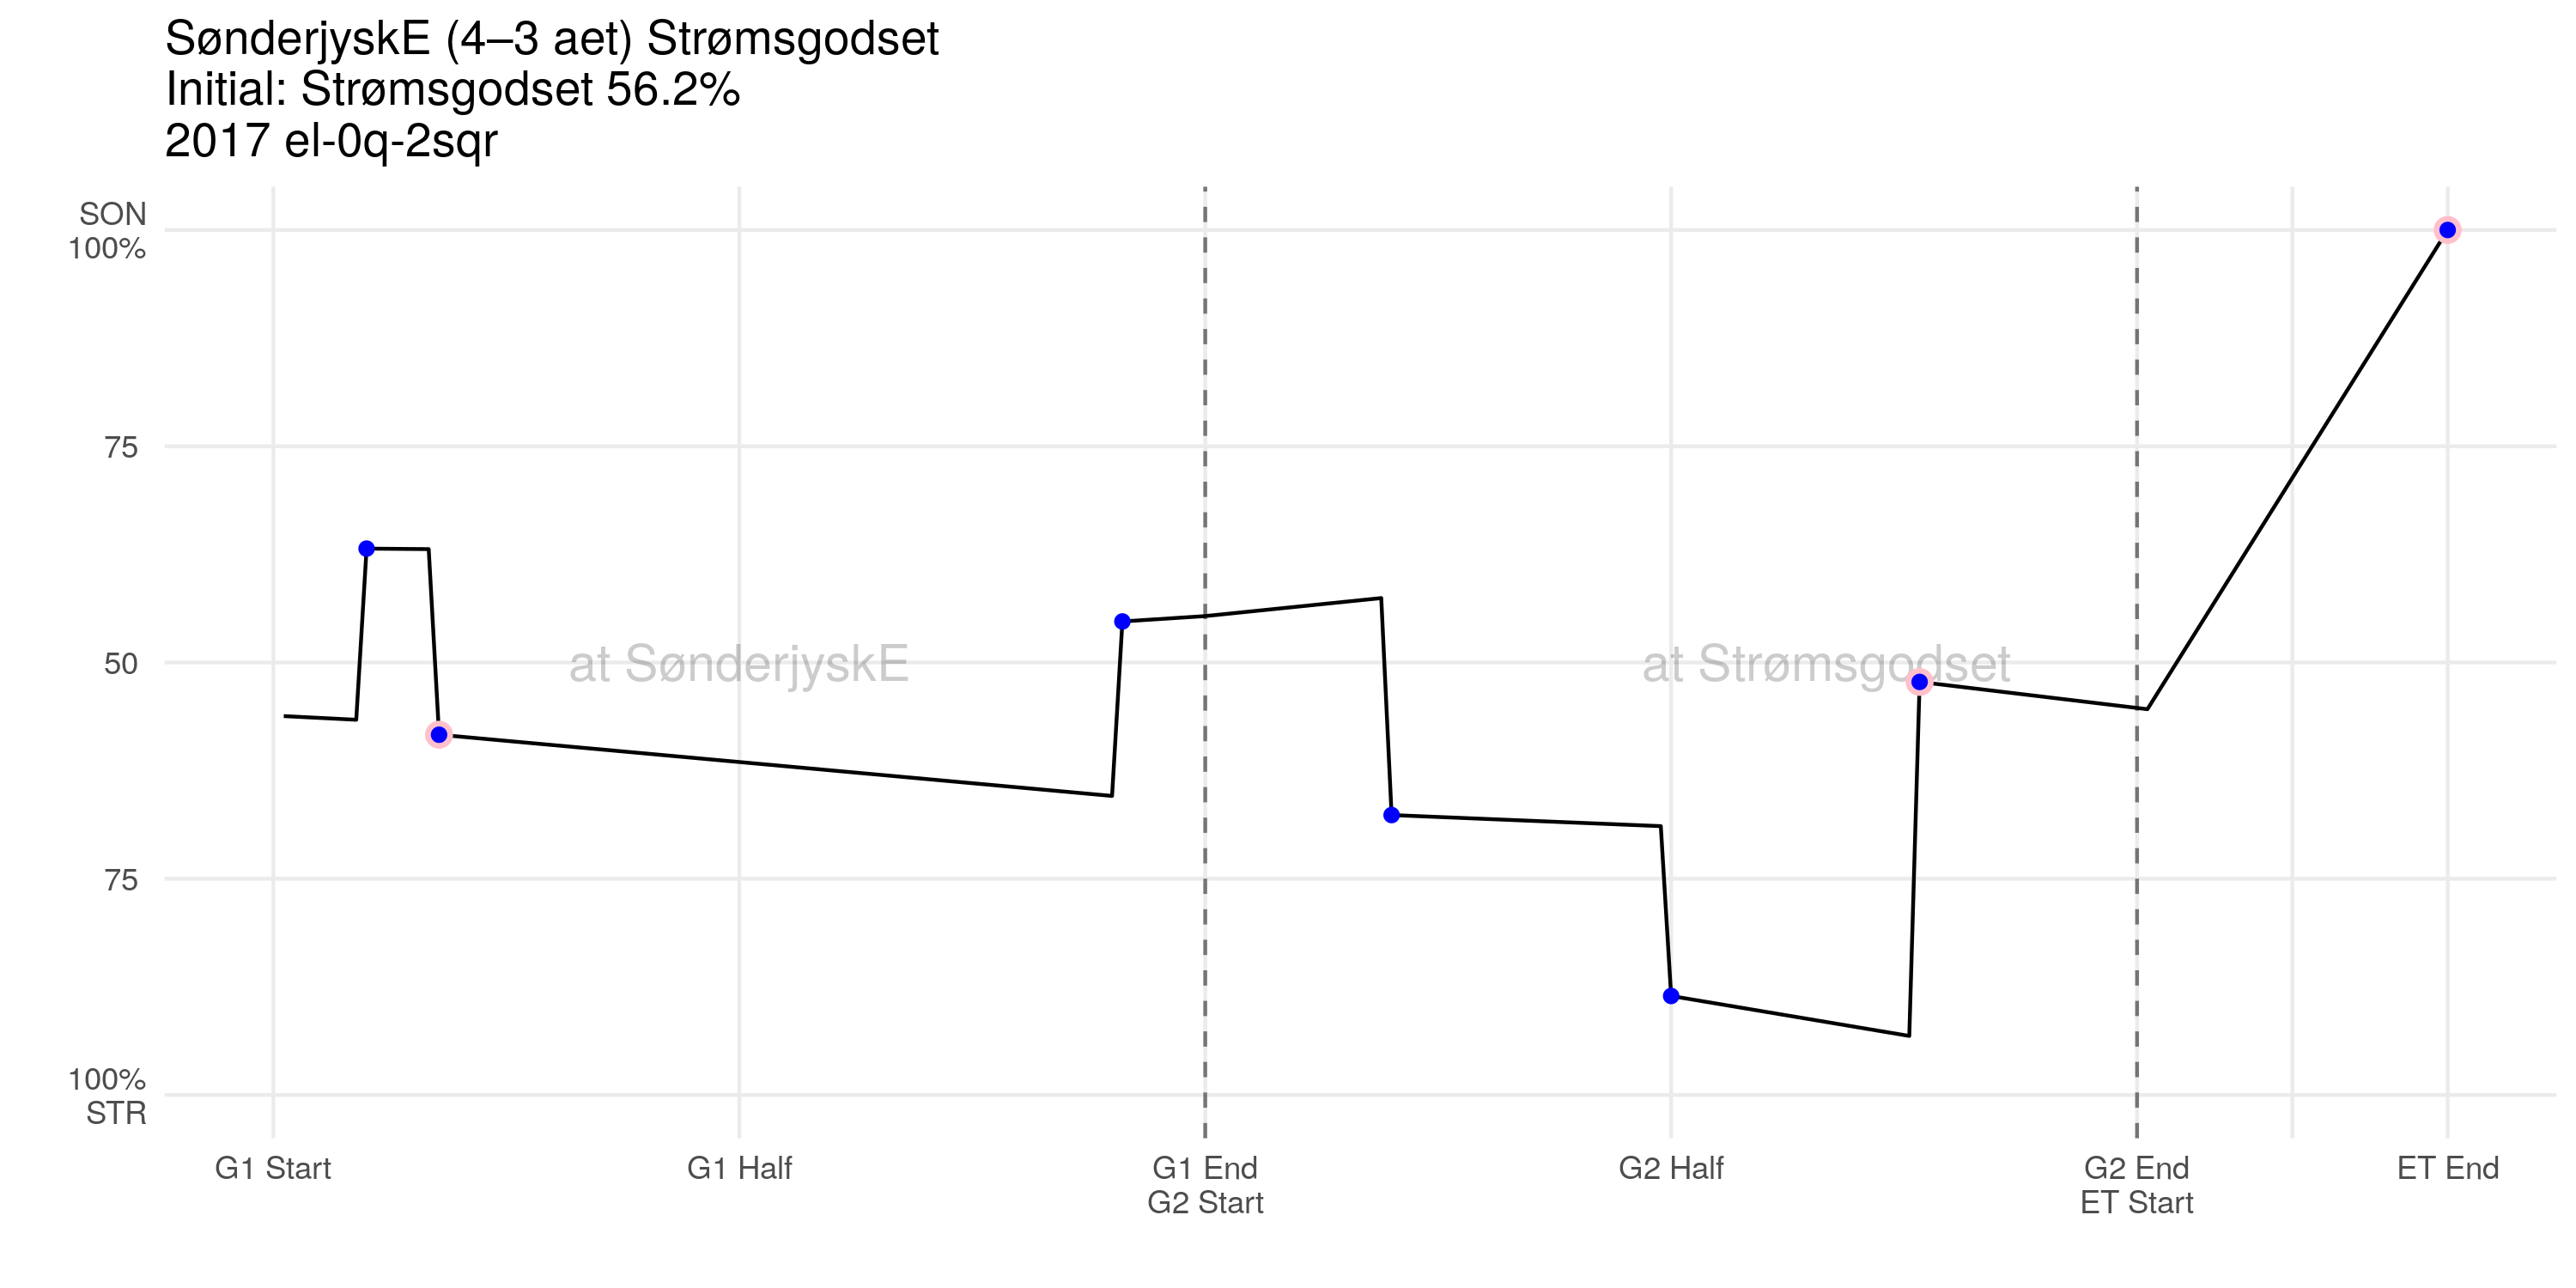 SønderjyskE (4–3 aet) Strømsgodset
Initial: Strømsgodset 56.2%
2017 el-0q-2sqr
SON
100%
75
50
75
100%
STR
at SønderjyskE
at Strømsgodset
G1 Start
G1 Half
G1 End
G2 Start
G2 Half
G2 End
ET Start
ET End